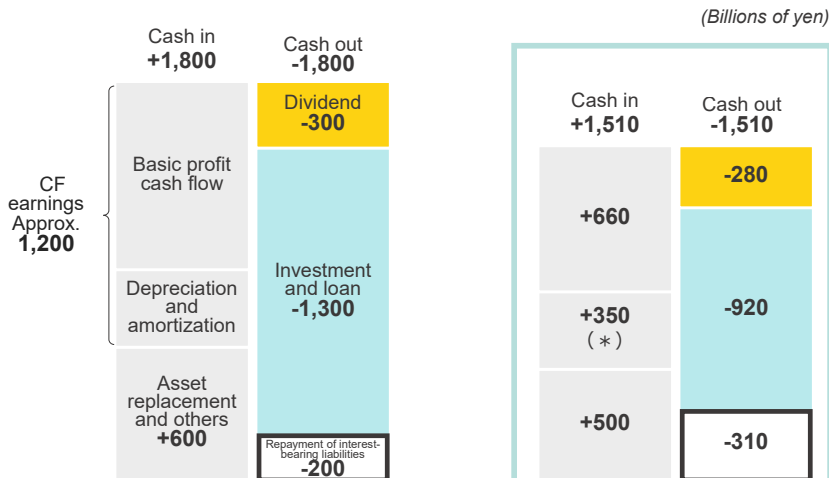 (Billions of yen)
Cash in
+1,800
Cash out
-1,800
CF
earnings
Approx.
1,200
Basic profit
cash flow
Depreciation
and
amortization
Asset
replacement
and others
+600
Dividend
-300
Investment
and loan
-1,300
Repayment of interest-
bearing liabilities
-200
Cash in
+1,510
Cash out
-1,510
+660
+350
(*)
+500
-280
-920
-310